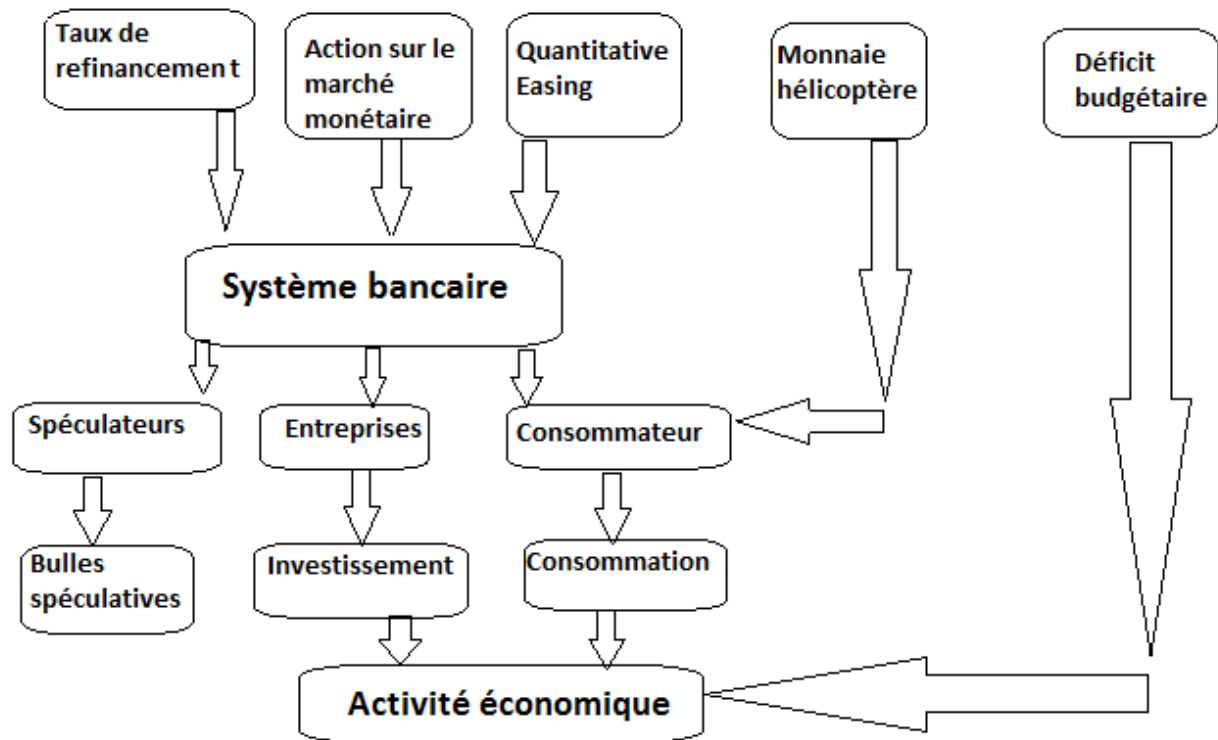 Taux de
refinancement
Action sur le
marché
monétaire
Quantitative
Easing
Monnaie
hélicoptère
Déficit
budgétaire
Système bancaire
Spéculateurs
Entreprises
Consommateur
Bulles
spéculatives
Investissement
Consommation
Activité économique